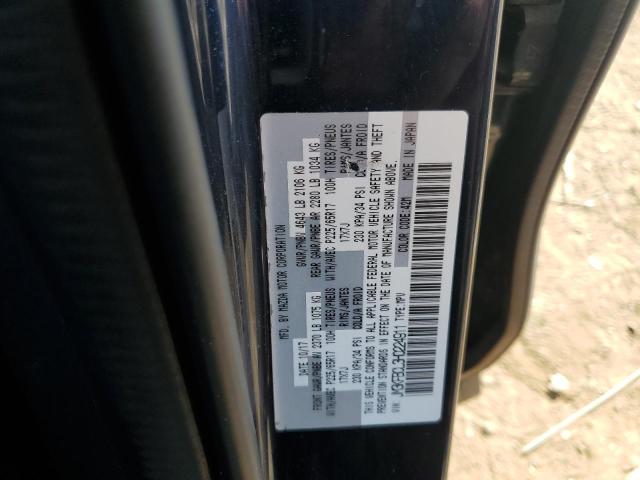 MFD. BY MAZDA MOTOR CORPORATION
DATE 10/17 GVWR/PNBV 4643 LB 2106 KG
FRONT GAWR/PNBE AV 2370 LB 1075 KG REAR GAWR/PNBE AR 2280 LB 1034 KG
WITH/AVEC P225/65R17 100H TIRES/PNEUS WITH/AVEC P225/65R17 100H TIRES/PNEUS
17X7J RIMS/JANTES 17X7J RIMS/JANTES
230 KPA/34 PSI COLD/A FROID 230 KPA/34 PSI COLD/A FROID
THIS VEHICLE CONFORMS TO ALL APPLICABLE FEDERAL MOTOR VEHICLE SAFETY AND THEFT
PREVENTION STANDARDS IN EFFECT ON THE DATE OF MANUFACTURE SHOWN ABOVE.
COLOR CODE: 42M
TYPE: MPV MADE IN JAPAN
VIN: